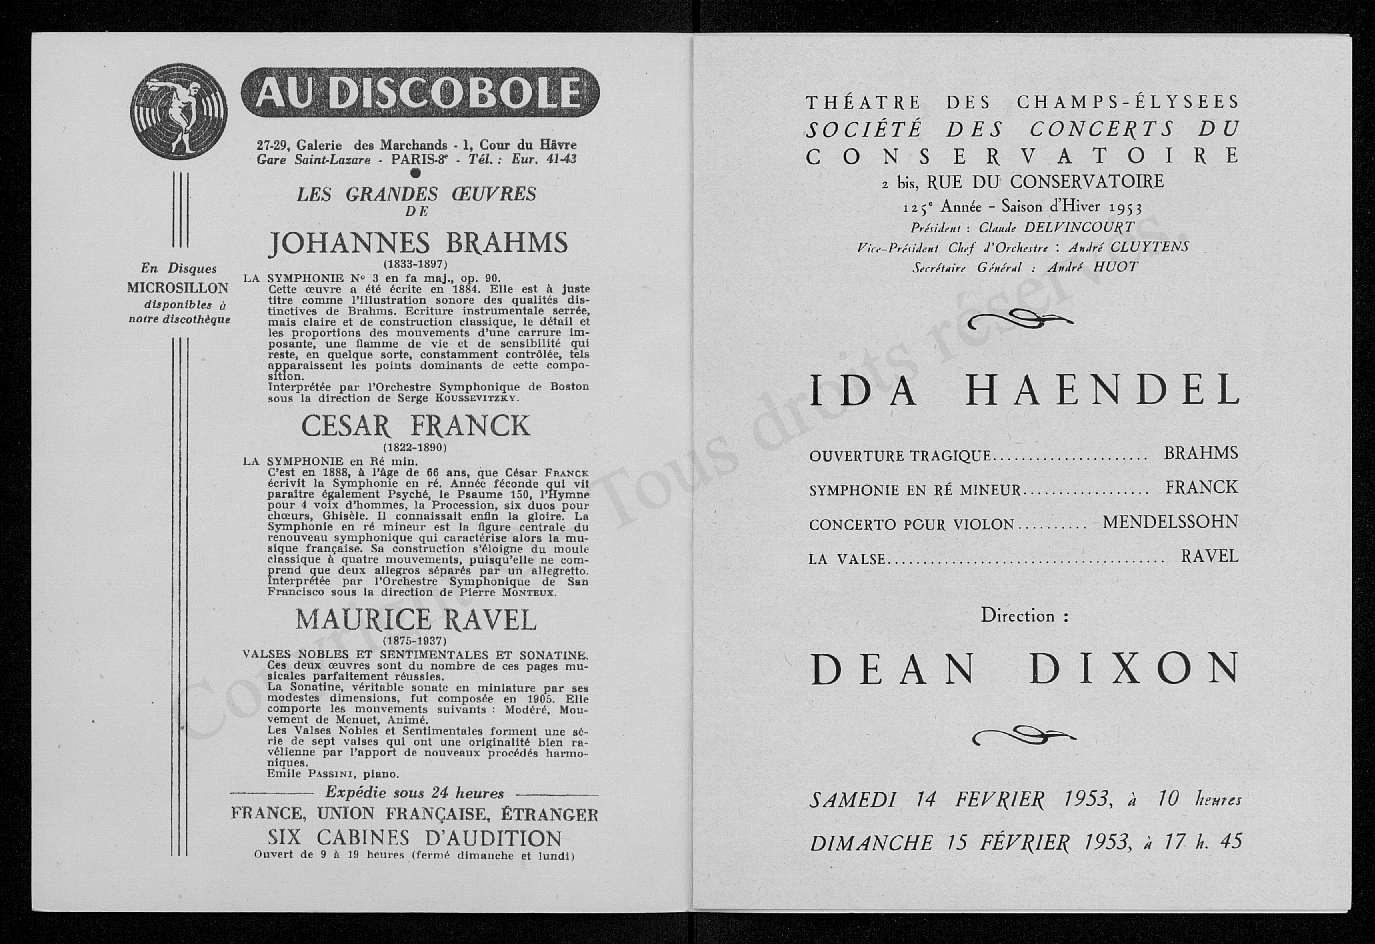 AU DISCOBOLE
27-29, Galerie des Marchands - 1, Cour du Hâvre
Gare Saint-Lazare - PARIS-8e - Tél. : Eur. 41-43
LES GRANDES ŒUVRES
DE
JOHANNES BRAHMS
(1833-1897)
LA SYMPHONIE No 3 en fa maj., op. 90.
Cette œuvre a été écrite en 1884. Elle est à juste
titre comme l'illustration sonore des qualités dis-
tinctives de Brahms. Ecriture instrumentale serrée,
mais claire et de construction classique, le détail et
les proportions des mouvements d'une carrure im-
posante, une flamme de vie et de sensibilité qui
reste, en quelque sorte, constamment contrôlée, tels
apparaissent les points dominants de cette compo-
sition.
Interprétée par l'Orchestre Symphonique de Boston
sous la direction de Serge KOUSSEVITZKY.
En Disques
MICROSILLON
disponibles à
notre discothèque
CESAR FRANCK
(1822-1890)
LA SYMPHONIE en Ré min.
C'est en 1888, à l'âge de 66 ans, que César FRANCK
écrivit la Symphonie en ré. Année féconde qui vit
paraître également Psyché, le Psaume 150, l'Hymne
pour 4 voix d'hommes, la Procession, six duos pour
chœurs, Ghisèle. Il connaissait enfin la gloire. La
Symphonie en ré mineur est la figure centrale du
renouveau symphonique qui caractérise alors la mu-
sique française. Sa construction s'éloigne du moule
classique à quatre mouvements, puisqu'elle ne com-
prend que deux allegros séparés par un allegretto.
Interprétée par l'Orchestre Symphonique de San
Francisco sous la direction de Pierre MONTEUX.
MAURICE RAVEL
(1875-1937)
VALSES NOBLES ET SENTIMENTALES ET SONATINE.
Ces deux œuvres sont du nombre de ces pages mu-
sicales parfaitement réussies.
La Sonatine, véritable sonate en miniature par ses
modestes dimensions, fut composée en 1905. Elle
comporte les mouvements suivants : Modéré, Mou-
vement de Menuet, Animé.
Les Valses Nobles et Sentimentales forment une sé-
rie de sept valses qui ont une originalité bien ra-
vélienne par l'apport de nouveaux procédés harmo-
niques.
Emile PASSINI, piano.
Expédie sous 24 heures
FRANCE, UNION FRANÇAISE, ÉTRANGER
SIX CABINES D'AUDITION
Ouvert de 9 à 19 heures (fermé dimanche et lundi)
THÉATRE DES CHAMPS-ÉLYSEES
SOCIÉTÉ DES CONCERTS DU
CONSERVATOIRE
2 bis, RUE DU CONSERVATOIRE
125e Année - Saison d'Hiver 1953
Président : Claude DELVINCOURT
Vice-Président Chef d'Orchestre : André CLUYTENS
Secrétaire Général : André HUOT
IDA HAENDEL
OUVERTURE TRAGIQUE...................... BRAHMS
SYMPHONIE EN RÉ MINEUR.................. FRANCK
CONCERTO POUR VIOLON.......... MENDELSSOHN
LA VALSE....................................... RAVEL
Direction :
DEAN DIXON
SAMEDI 14 FEVRIER 1953, à 10 heures
DIMANCHE 15 FÉVRIER 1953, à 17 h. 45
Tous droits réservés.